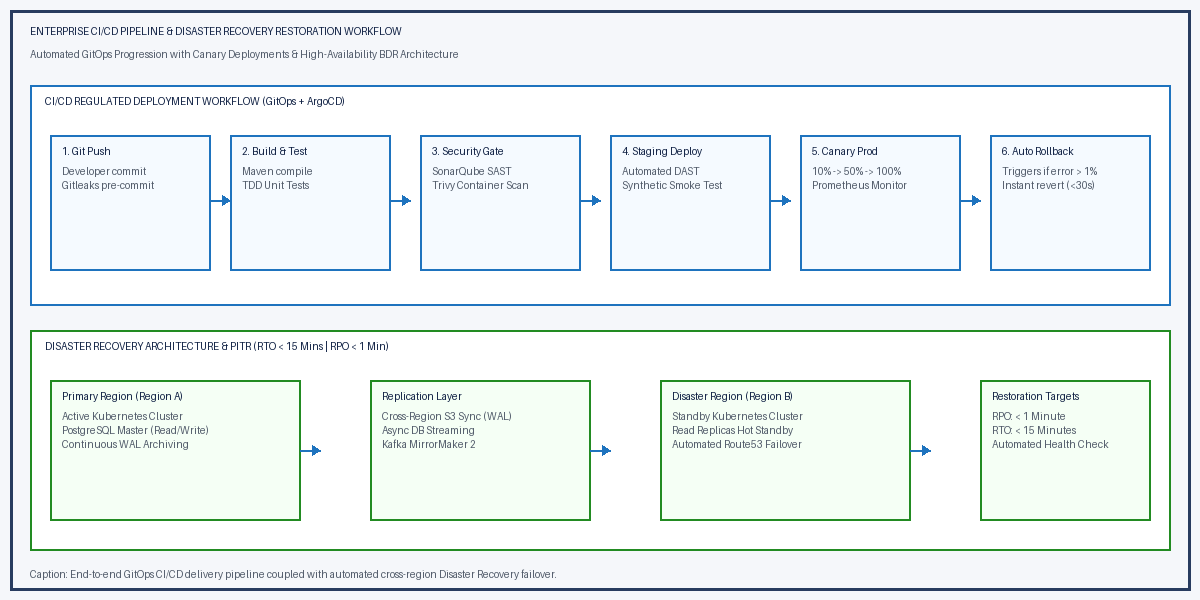 ENTERPRISE CI/CD PIPELINE & DISASTER RECOVERY RESTORATION WORKFLOW
Automated GitOps Progression with Canary Deployments & High-Availability BDR Architecture
CI/CD REGULATED DEPLOYMENT WORKFLOW (GitOps + ArgoCD)
1. Git Push
Developer commit
Gitleaks pre-commit
2. Build & Test
Maven compile
TDD Unit Tests
3. Security Gate
SonarQube SAST
Trivy Container Scan
4. Staging Deploy
Automated DAST
Synthetic Smoke Test
5. Canary Prod
10% -> 50% -> 100%
Prometheus Monitor
6. Auto Rollback
Triggers if error > 1%
Instant revert (<30s)
DISASTER RECOVERY ARCHITECTURE & PITR (RTO < 15 Mins | RPO < 1 Min)
Primary Region (Region A)
Active Kubernetes Cluster
PostgreSQL Master (Read/Write)
Continuous WAL Archiving
Replication Layer
Cross-Region S3 Sync (WAL)
Async DB Streaming
Kafka MirrorMaker 2
Disaster Region (Region B)
Standby Kubernetes Cluster
Read Replicas Hot Standby
Automated Route53 Failover
Restoration Targets
RPO: < 1 Minute
RTO: < 15 Minutes
Automated Health Check
Caption: End-to-end GitOps CI/CD delivery pipeline coupled with automated cross-region Disaster Recovery failover.